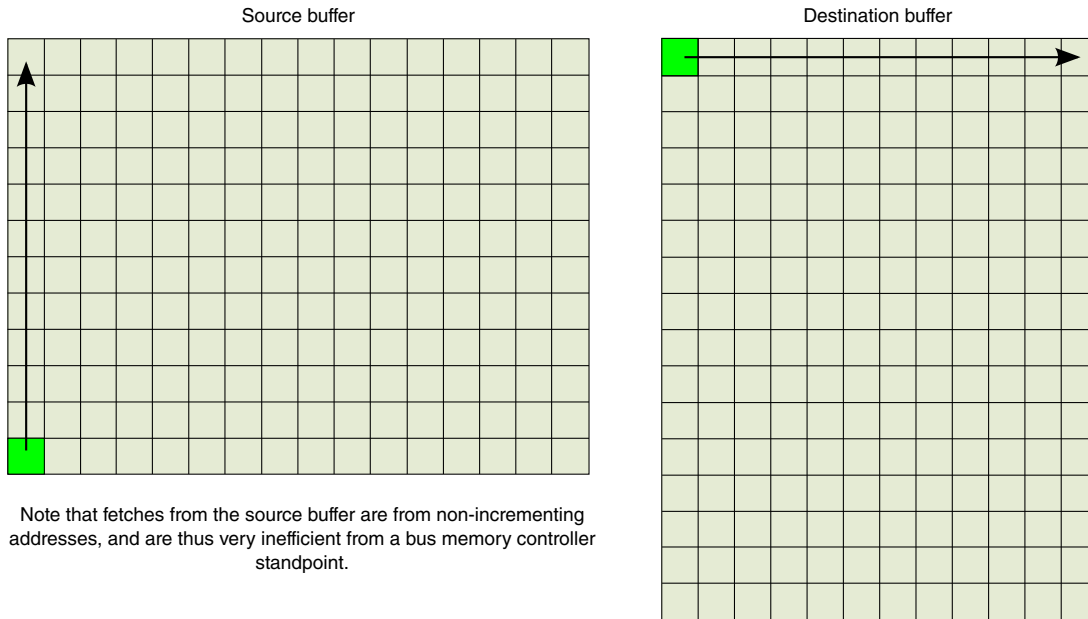 Source buffer
Destination buffer
Note that fetches from the source buffer are from non-incrementing
addresses, and are thus very inefficient from a bus memory controller
standpoint.